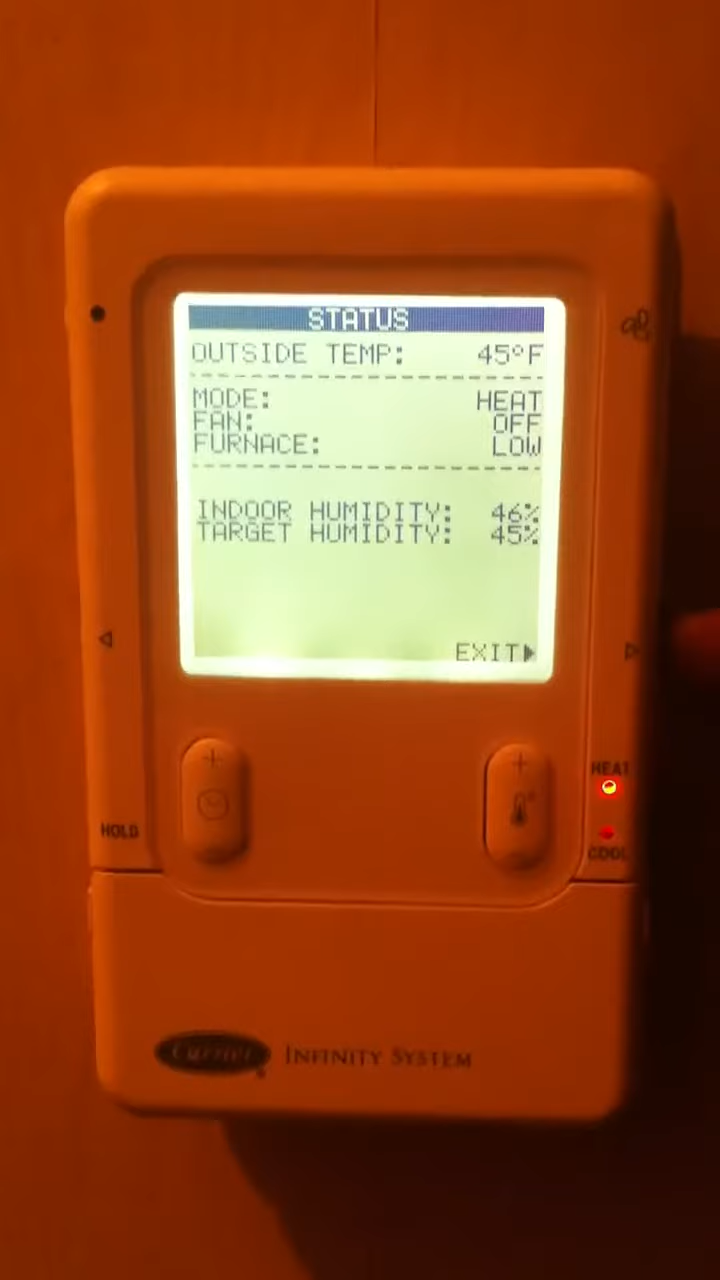 STATUS
OUTSIDE TEMP: 45°F
MODE: HEAT
FAN: OFF
FURNACE: LOW
INDOOR HUMIDITY: 46%
TARGET HUMIDITY: 45%
EXIT▶
HEAT
HOLD
COOL
Carrier INFINITY SYSTEM